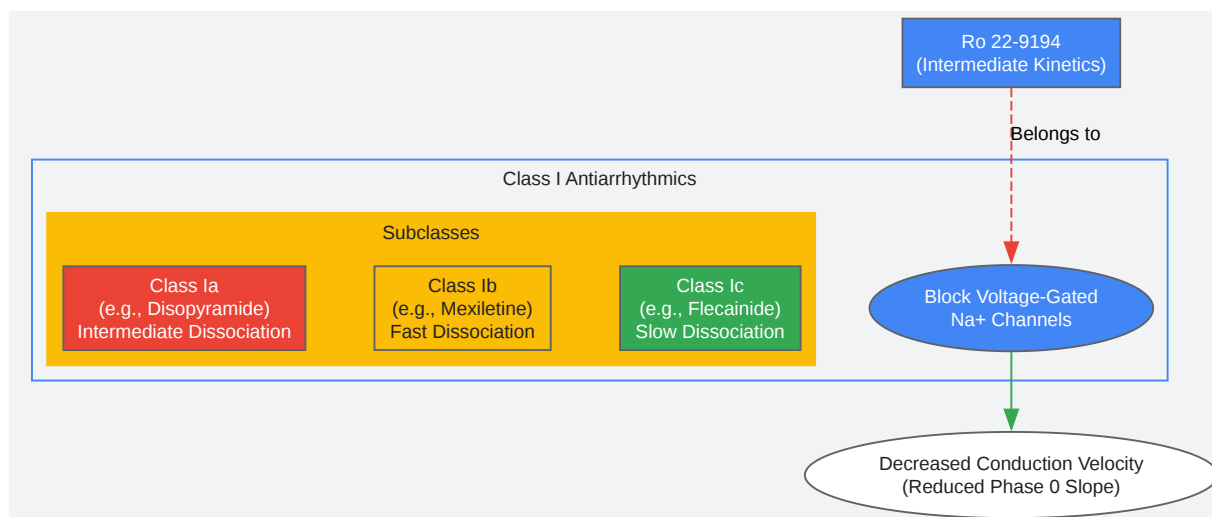 Ro 22-9194
(Intermediate Kinetics)
Belongs to
Class I Antiarrhythmics
Subclasses
Class Ia
(e.g., Disopyramide)
Intermediate Dissociation
Class Ib
(e.g., Mexiletine)
Fast Dissociation
Class Ic
(e.g., Flecainide)
Slow Dissociation
Block Voltage-Gated
Na+ Channels
Decreased Conduction Velocity
(Reduced Phase 0 Slope)